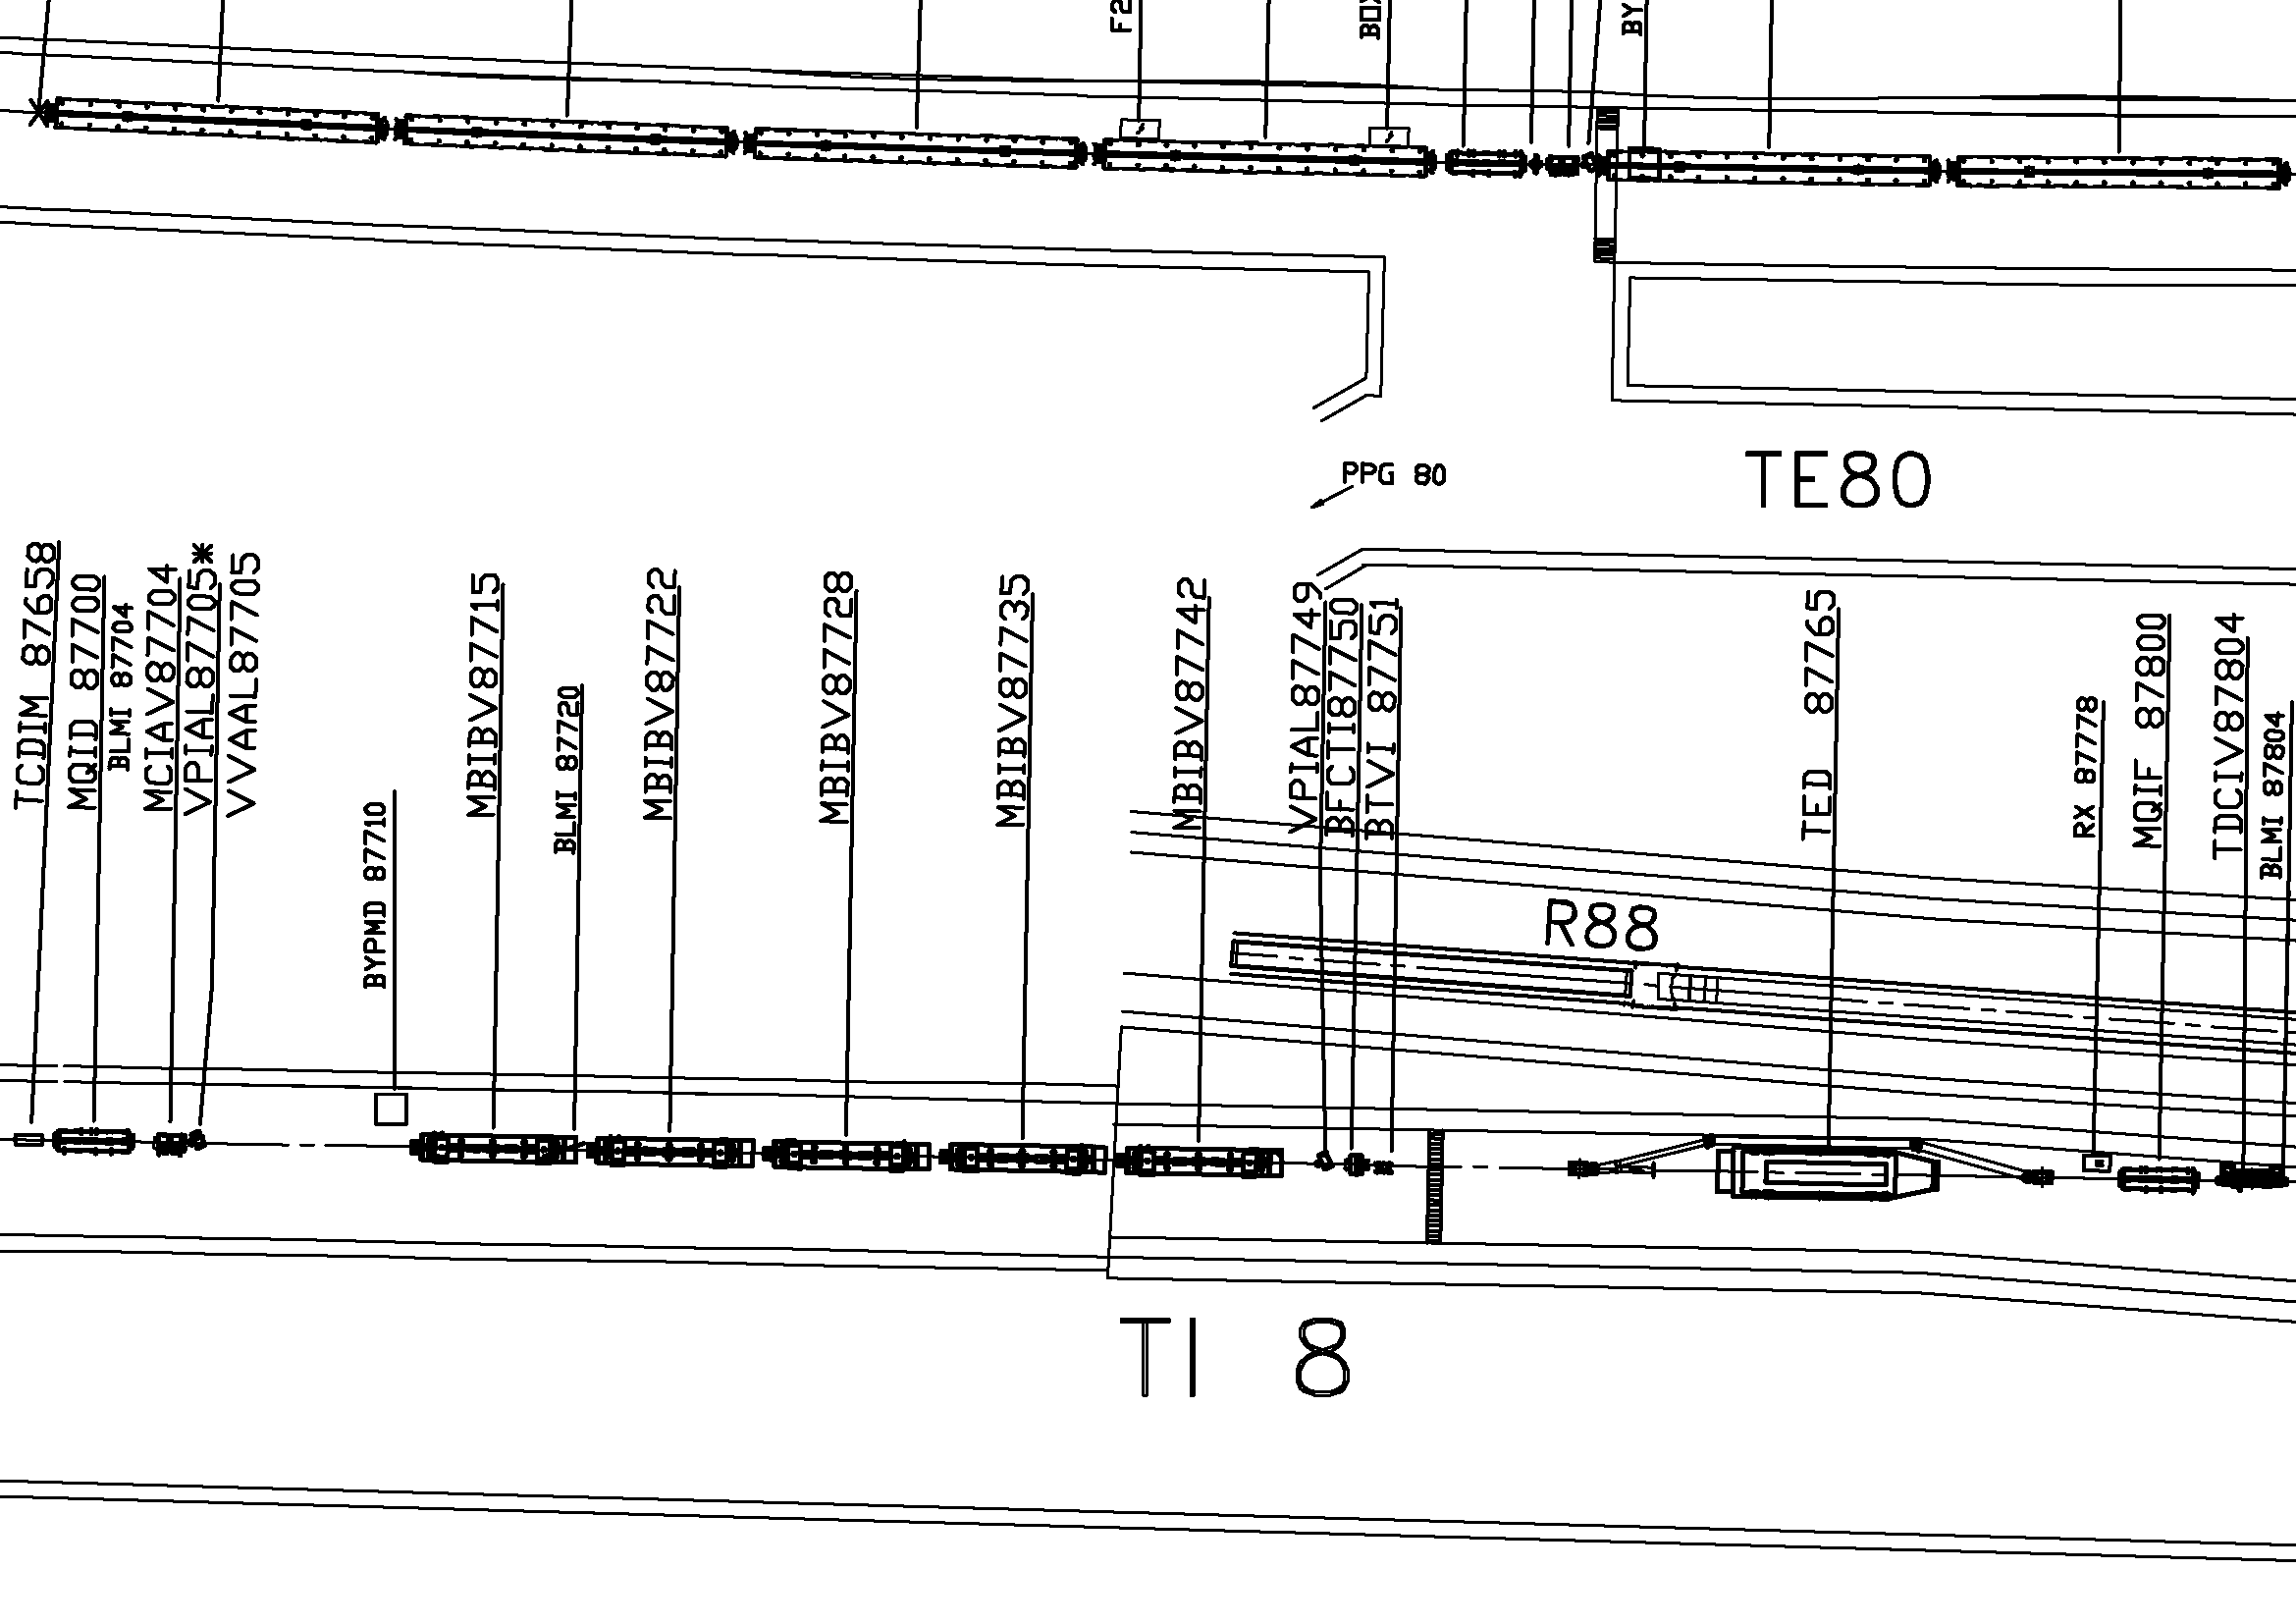 F2
BOX
BY
PPG 80
TE80
TCDIM 87658
MQID 87700
BLMI 87704
MCIAV87704
VPIAL87705*
VVAAL87705
BYPMD 87710
MBIBV87715
BLMI 87720
MBIBV87722
MBIBV87728
MBIBV87735
MBIBV87742
VPIAL87749
BFCTI87750
BTVI 87751
TED 87765
RX 87778
MQIF 87800
TDCIV87804
BLMI 87804
R88
TI 8